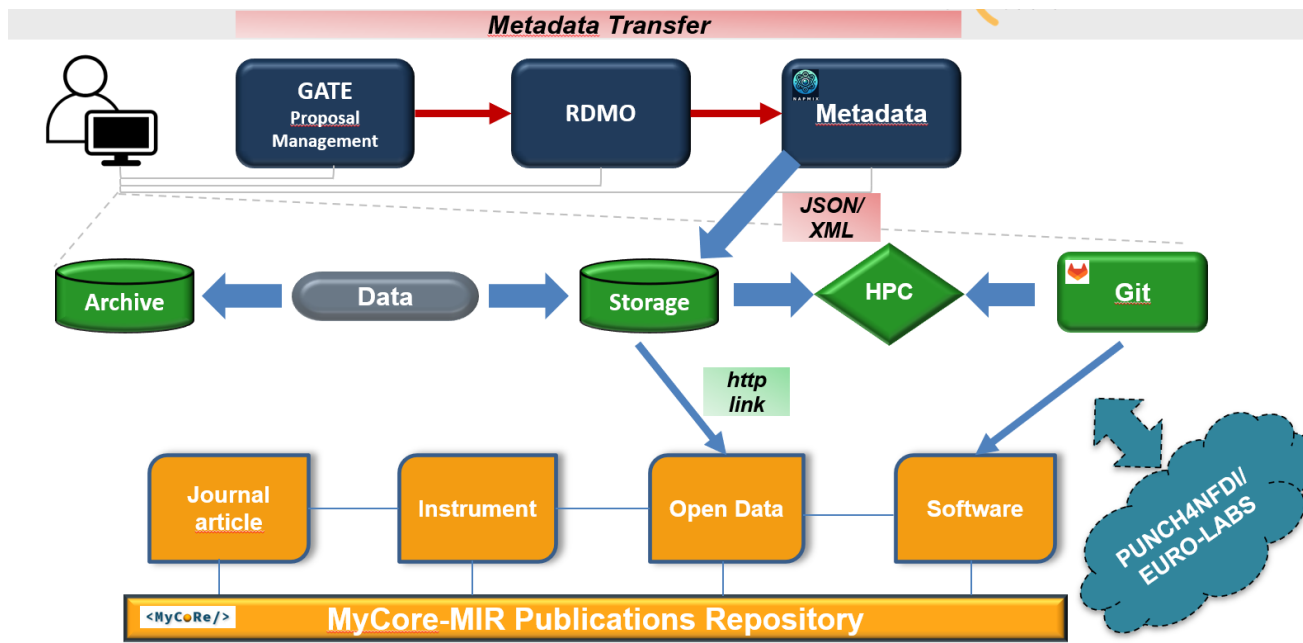 Metadata Transfer
GATE
Proposal
Management
RDMO
NAPMIX
Metadata
JSON/
XML
Archive
Data
Storage
HPC
Git
http
link
Journal
article
Instrument
Open Data
Software
PUNCH4NFDI/
EURO-LABS
<MyCoRe/>
MyCore-MIR Publications Repository